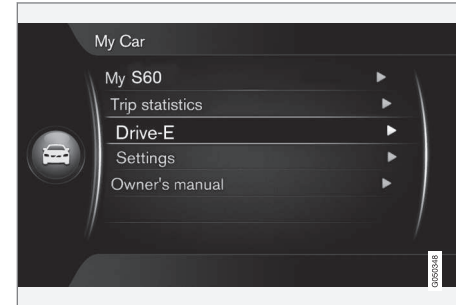 My Car
My S60
Trip statistics
Drive-E
Settings
Owner's manual
G050348